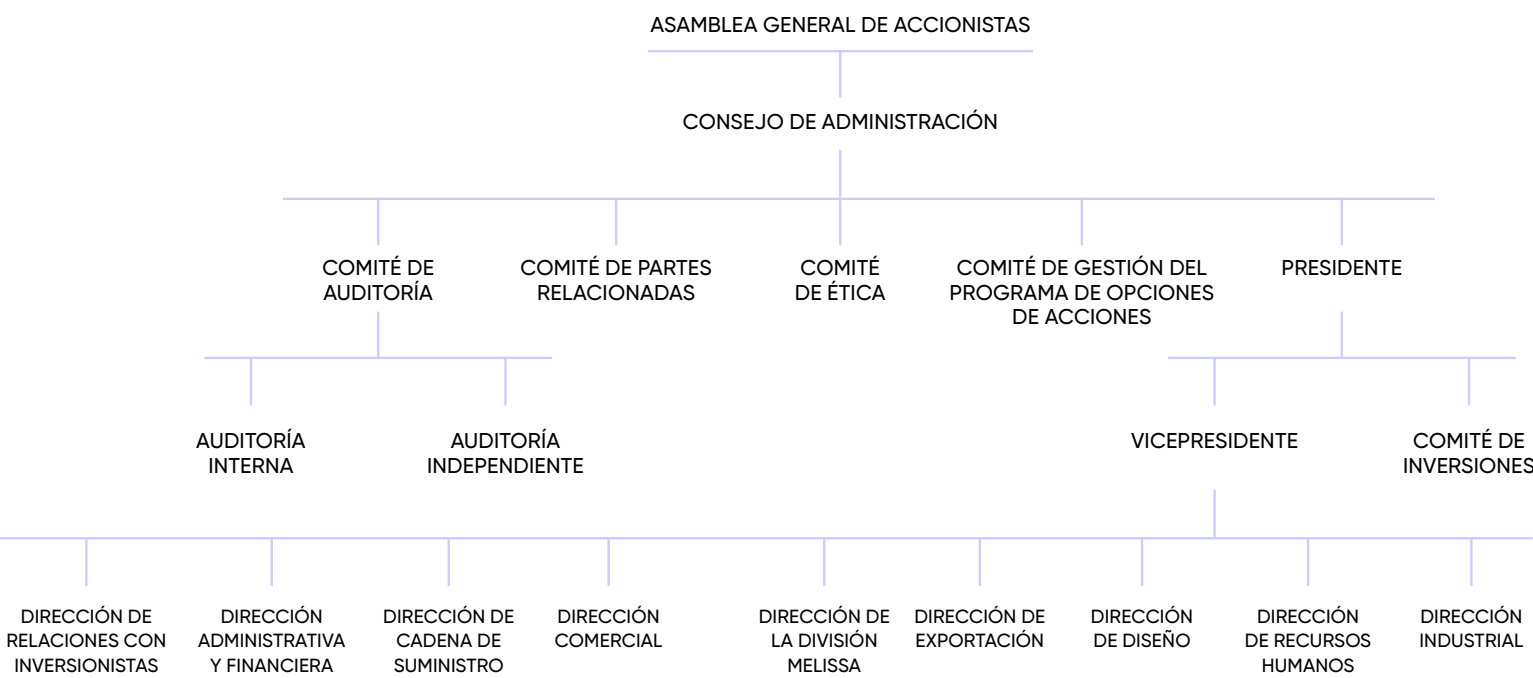 ASAMBLEA GENERAL DE ACCIONISTAS
CONSEJO DE ADMINISTRACIÓN
COMITÉ DE
AUDITORÍA
COMITÉ DE PARTES
RELACIONADAS
COMITÉ
DE ÉTICA
COMITÉ DE GESTIÓN DEL
PROGRAMA DE OPCIONES
DE ACCIONES
PRESIDENTE
AUDITORÍA
INTERNA
AUDITORÍA
INDEPENDIENTE
VICEPRESIDENTE
COMITÉ DE
INVERSIONES
DIRECCIÓN DE
RELACIONES CON
INVERSIONISTAS
DIRECCIÓN
ADMINISTRATIVA
Y FINANCIERA
DIRECCIÓN DE
CADENA DE
SUMINISTRO
DIRECCIÓN
COMERCIAL
DIRECCIÓN DE
LA DIVISIÓN
MELISSA
DIRECCIÓN DE
EXPORTACIÓN
DIRECCIÓN
DE DISEÑO
DIRECCIÓN
DE RECURSOS
HUMANOS
DIRECCIÓN
INDUSTRIAL